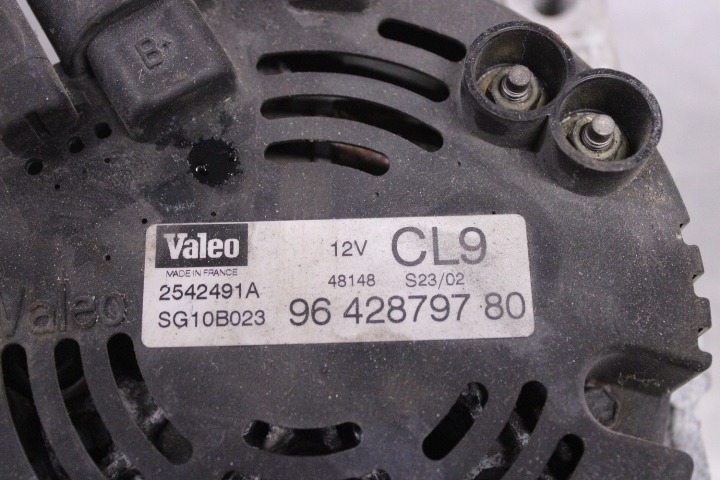 B+
Valeo
MADE IN FRANCE
12V CL9
2542491A 48148 S23/02
SG10B023 96 428797 80
Valeo